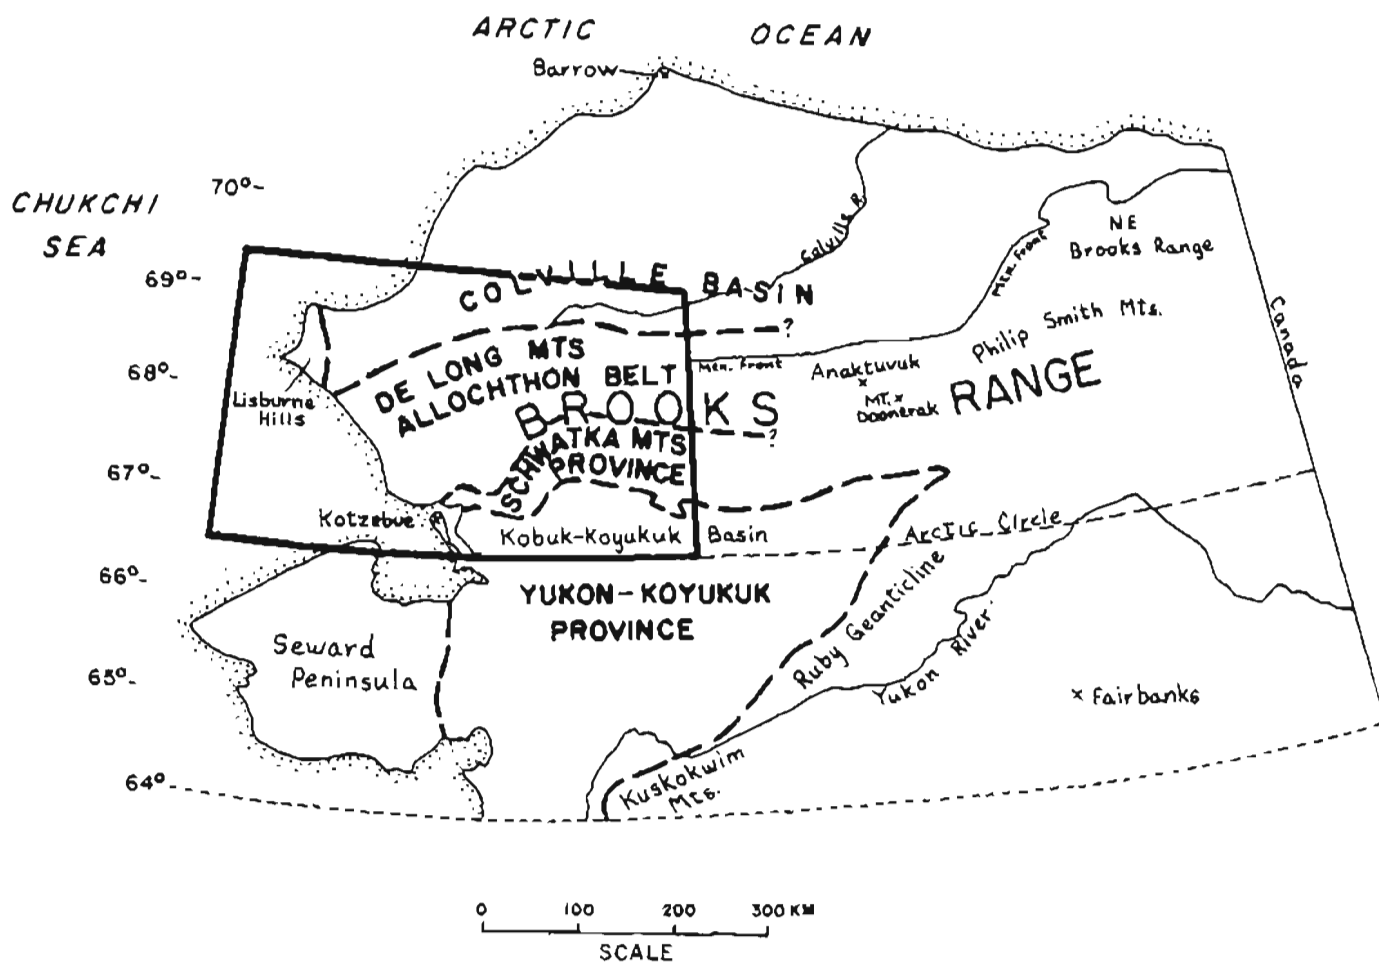 ARCTIC OCEAN
Barrow
70°
CHUKCHI
SEA
69°
COLVILLE BASIN
Colville R.
Mtn. Front
NE
Brooks Range
Canada
?
DE LONG MTS
ALLOCHTHON BELT
Mtn. Front
Philip Smith Mts.
Anaktuvuk
MT.
Doonerak
68°
Lisburne
Hills
BROOKS RANGE
?
SCHWATKA MTS
PROVINCE
67°
Kotzebue
Kobuk-Koyukuk Basin
Arctic Circle
66°
YUKON-KOYUKUK
PROVINCE
Seward
Peninsula
Ruby Geanticline
Yukon River
65°
Fairbanks
64°
Kuskokwim
Mts.
0 100 200 300 KM
SCALE